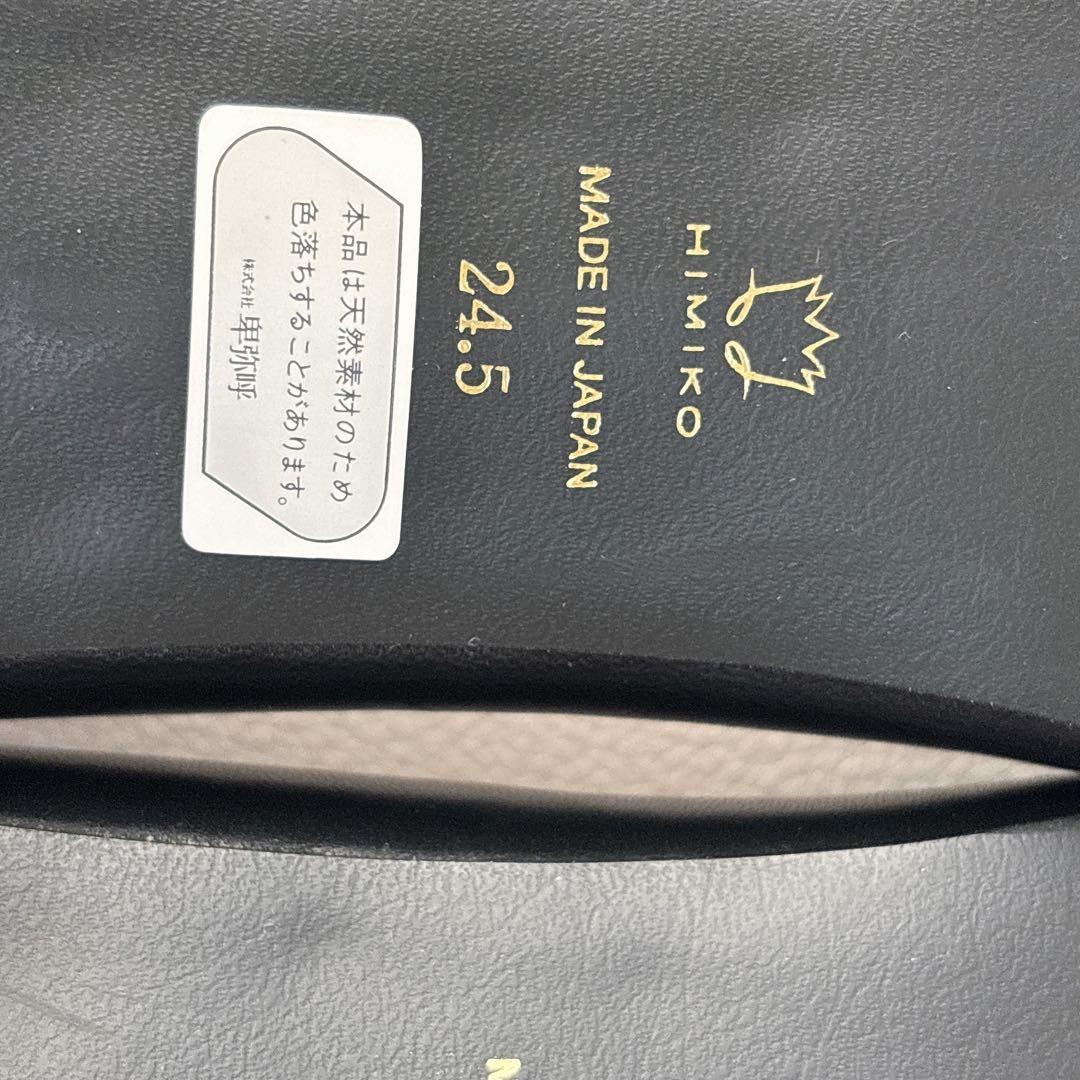 HIMIKO
MADE IN JAPAN
24.5
本品は天然素材のため
色落ちすることがあります。
株式会社 卑弥呼